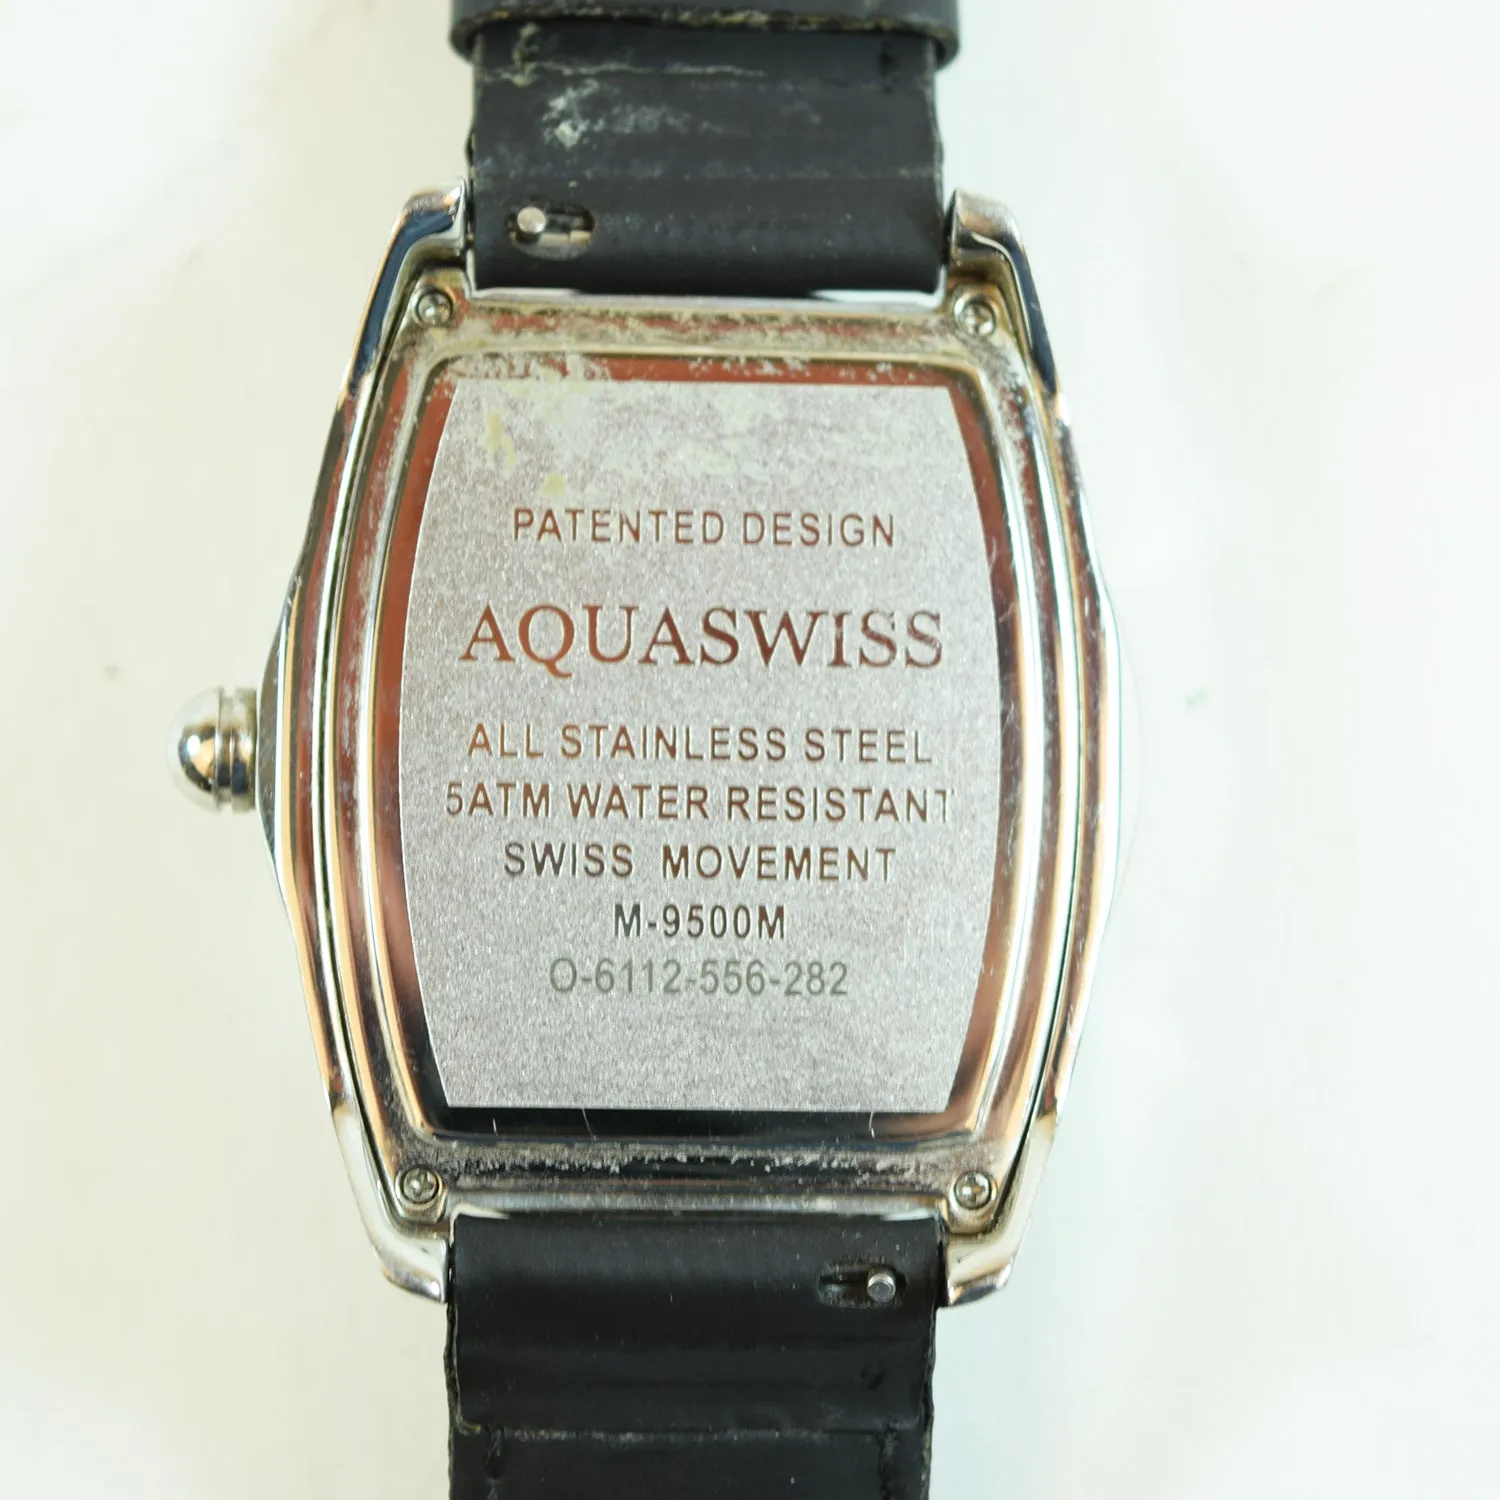 PATENTED DESIGN
AQUASWISS
ALL STAINLESS STEEL
5ATM WATER RESISTANT
SWISS MOVEMENT
M-9500M
O-6112-556-282